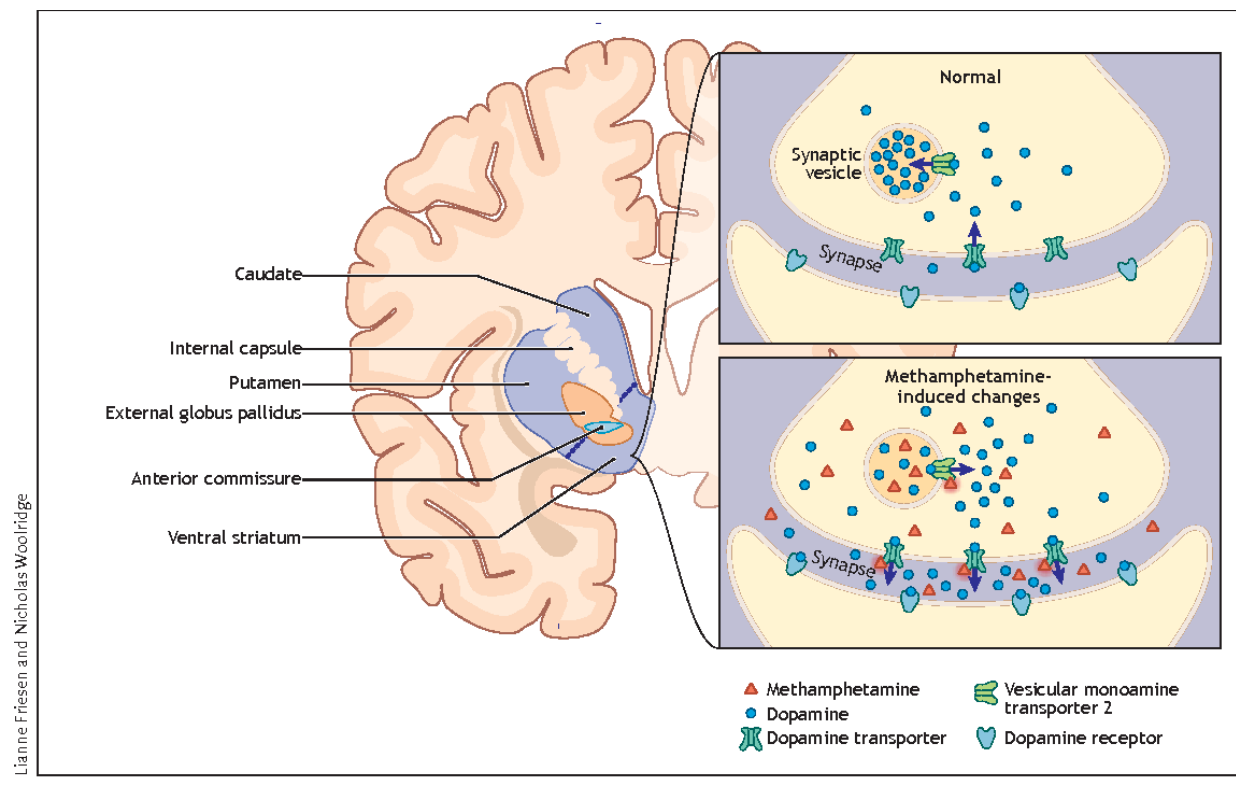 Normal
Synaptic
vesicle
Synapse
Caudate
Internal capsule
Putamen
External globus pallidus
Anterior commissure
Ventral striatum
Methamphetamine-
induced changes
Synapse
Methamphetamine
Dopamine
Dopamine transporter
Vesicular monoamine
transporter 2
Dopamine receptor
Lianne Friesen and Nicholas Woolridge